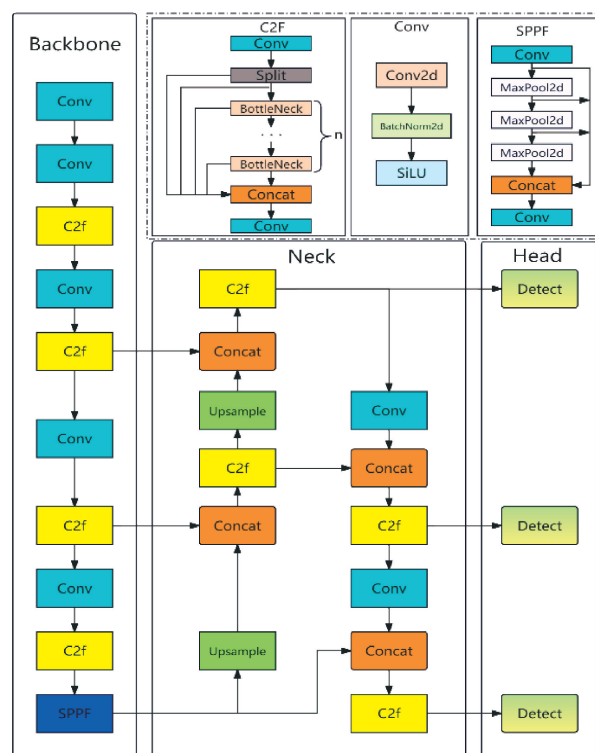 Backbone
Conv
Conv
C2f
Conv
C2f
Conv
C2f
Conv
C2f
SPPF
C2F
Conv
Split
BottleNeck
. . .
BottleNeck
n
Concat
Conv
Conv
Conv2d
BatchNorm2d
SiLU
SPPF
Conv
MaxPool2d
MaxPool2d
MaxPool2d
Concat
Conv
Neck
C2f
Concat
Upsample
C2f
Concat
Upsample
Conv
Concat
C2f
Conv
Concat
C2f
Head
Detect
Detect
Detect